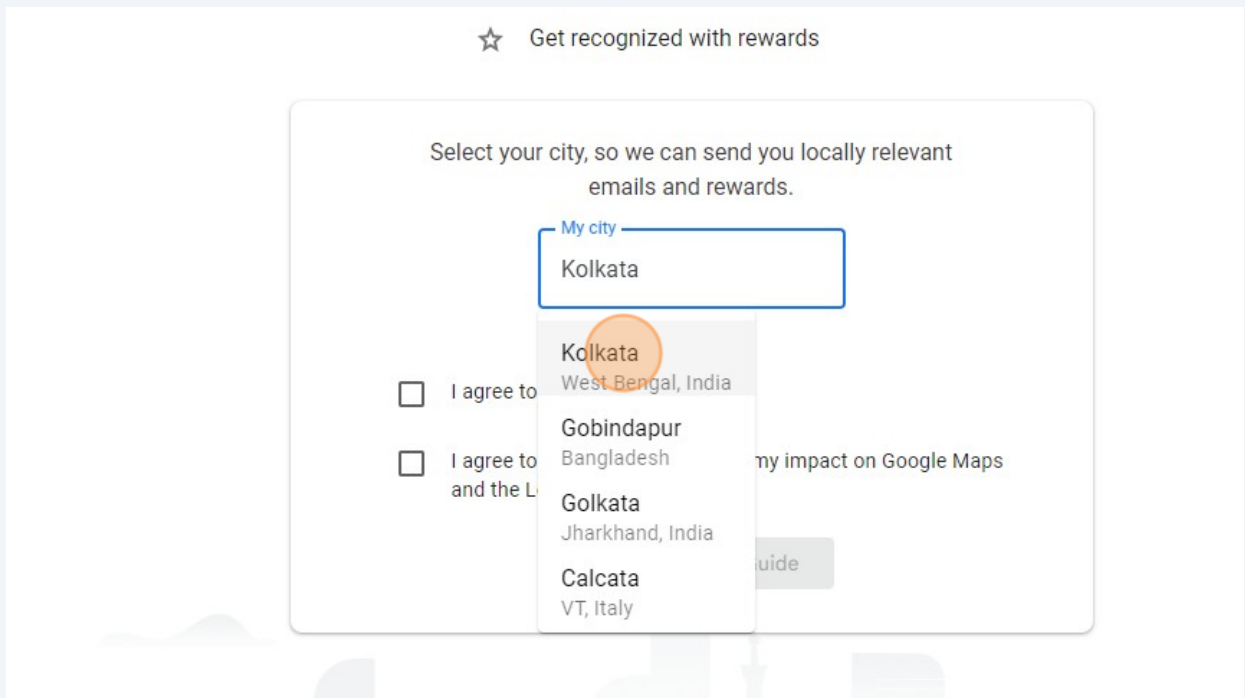 Get recognized with rewards
Select your city, so we can send you locally relevant
emails and rewards.
My city
Kolkata
Kolkata
West Bengal, India
I agree to
Gobindapur
Bangladesh
I agree to my impact on Google Maps
and the L
Golkata
Jharkhand, India
uide
Calcata
VT, Italy